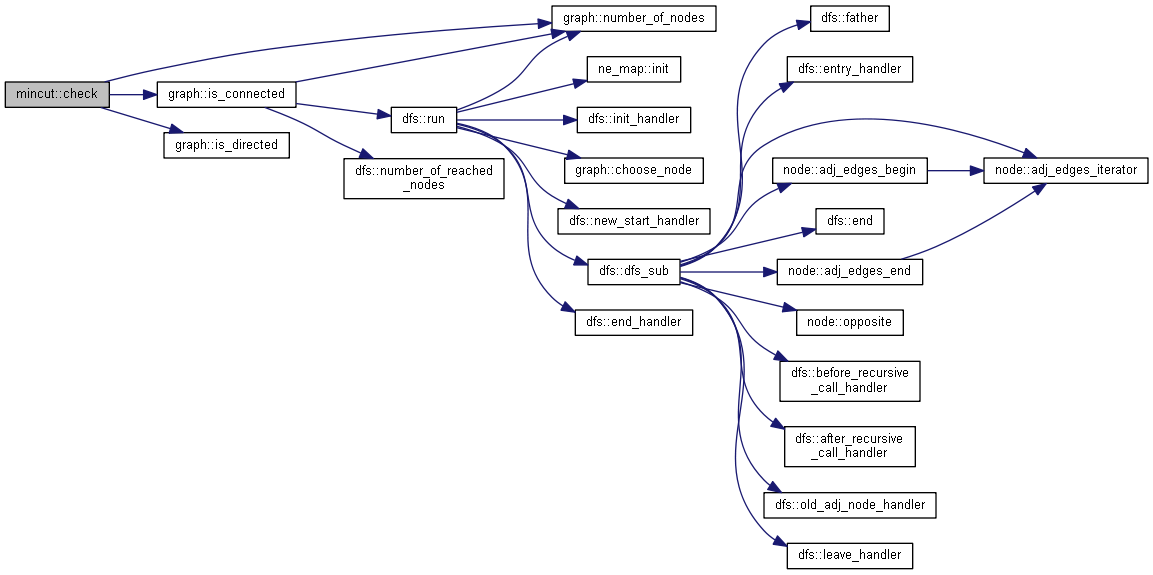 mincut::check
graph::is_connected
graph::is_directed
graph::number_of_nodes
dfs::run
dfs::number_of_reached
_nodes
ne_map::init
dfs::init_handler
graph::choose_node
dfs::new_start_handler
dfs::dfs_sub
dfs::end_handler
dfs::father
dfs::entry_handler
node::adj_edges_begin
node::adj_edges_iterator
dfs::end
node::adj_edges_end
node::opposite
dfs::before_recursive
_call_handler
dfs::after_recursive
_call_handler
dfs::old_adj_node_handler
dfs::leave_handler